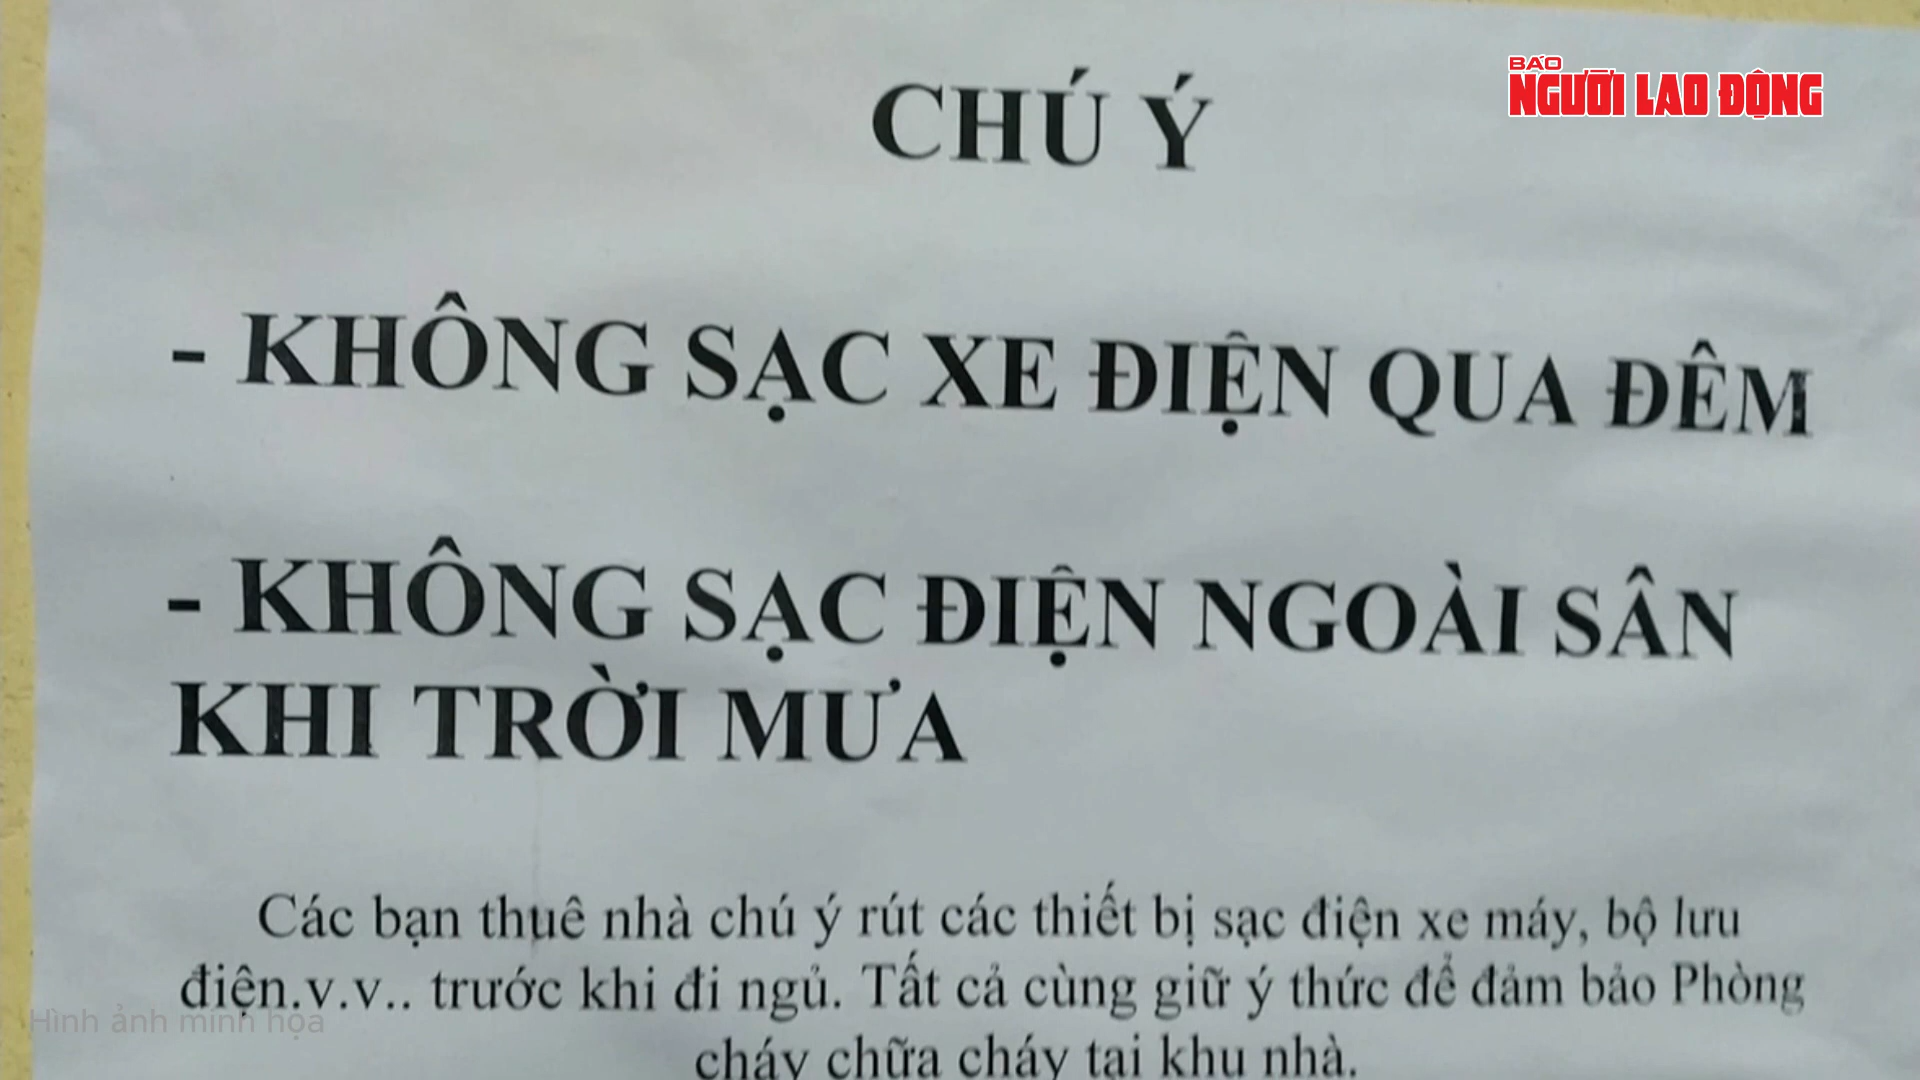 BÁO
NGƯỜI LAO ĐỘNG
CHÚ Ý
- KHÔNG SẠC XE ĐIỆN QUA ĐÊM
- KHÔNG SẠC ĐIỆN NGOÀI SÂN
KHI TRỜI MƯA
Các bạn thuê nhà chú ý rút các thiết bị sạc điện xe máy, bộ lưu
điện.v.v.. trước khi đi ngủ. Tất cả cùng giữ ý thức để đảm bảo Phòng
cháy chữa cháy tại khu nhà.
Hình ảnh minh họa